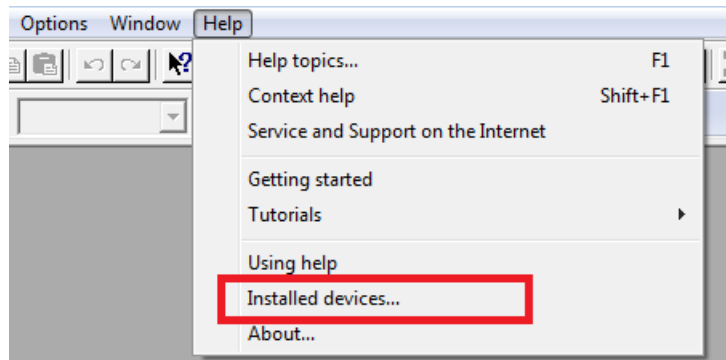 Options Window Help
Help topics... F1
Context help Shift+F1
Service and Support on the Internet
Getting started
Tutorials
Using help
Installed devices...
About...